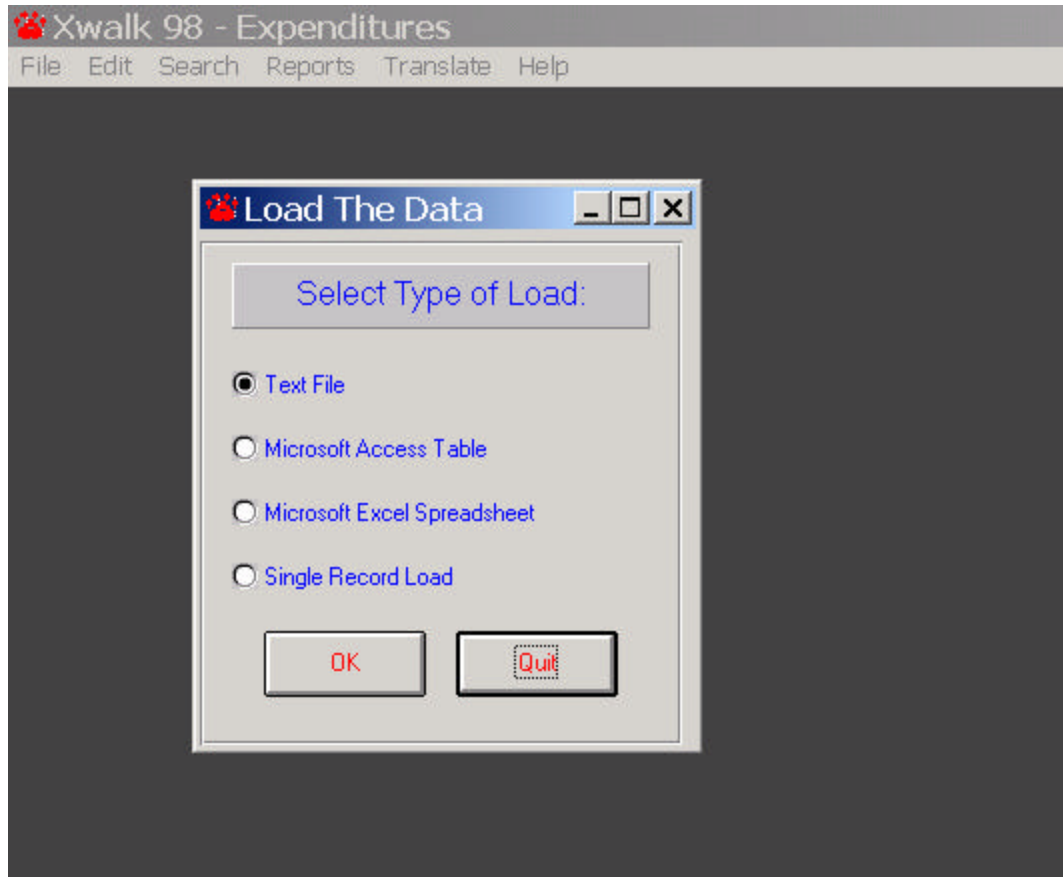 Xwalk 98 - Expenditures
File Edit Search Reports Translate Help
Load The Data
Select Type of Load:
Text File
Microsoft Access Table
Microsoft Excel Spreadsheet
Single Record Load
OK Quit